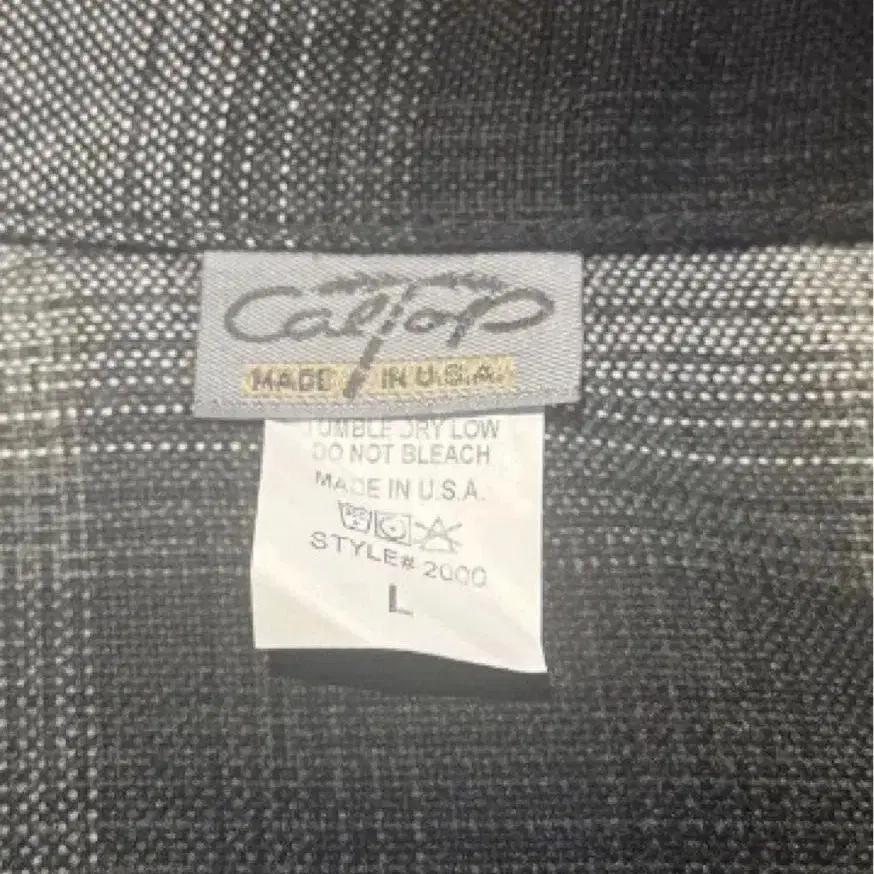 Caltop
MADE IN U.S.A.
TUMBLE DRY LOW
DO NOT BLEACH
MADE IN U.S.A.
STYLE# 2000
L